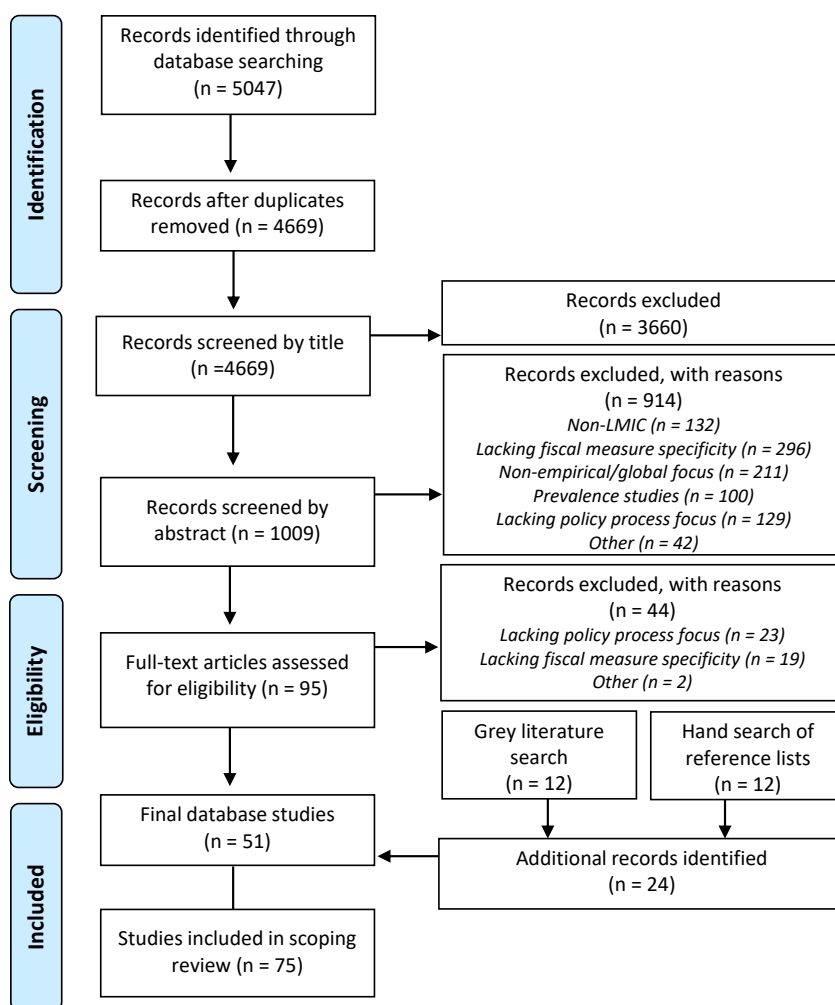 Identification
Records identified through
database searching
(n = 5047)
Records after duplicates
removed (n = 4669)
Screening
Records screened by title
(n =4669)
Records excluded
(n = 3660)
Records screened by
abstract (n = 1009)
Records excluded, with reasons
(n = 914)
Non-LMIC (n = 132)
Lacking fiscal measure specificity (n = 296)
Non-empirical/global focus (n = 211)
Prevalence studies (n = 100)
Lacking policy process focus (n = 129)
Other (n = 42)
Eligibility
Full-text articles assessed
for eligibility (n = 95)
Records excluded, with reasons
(n = 44)
Lacking policy process focus (n = 23)
Lacking fiscal measure specificity (n = 19)
Other (n = 2)
Grey literature
search
(n = 12)
Hand search of
reference lists
(n = 12)
Included
Final database studies
(n = 51)
Additional records identified
(n = 24)
Studies included in scoping
review (n = 75)